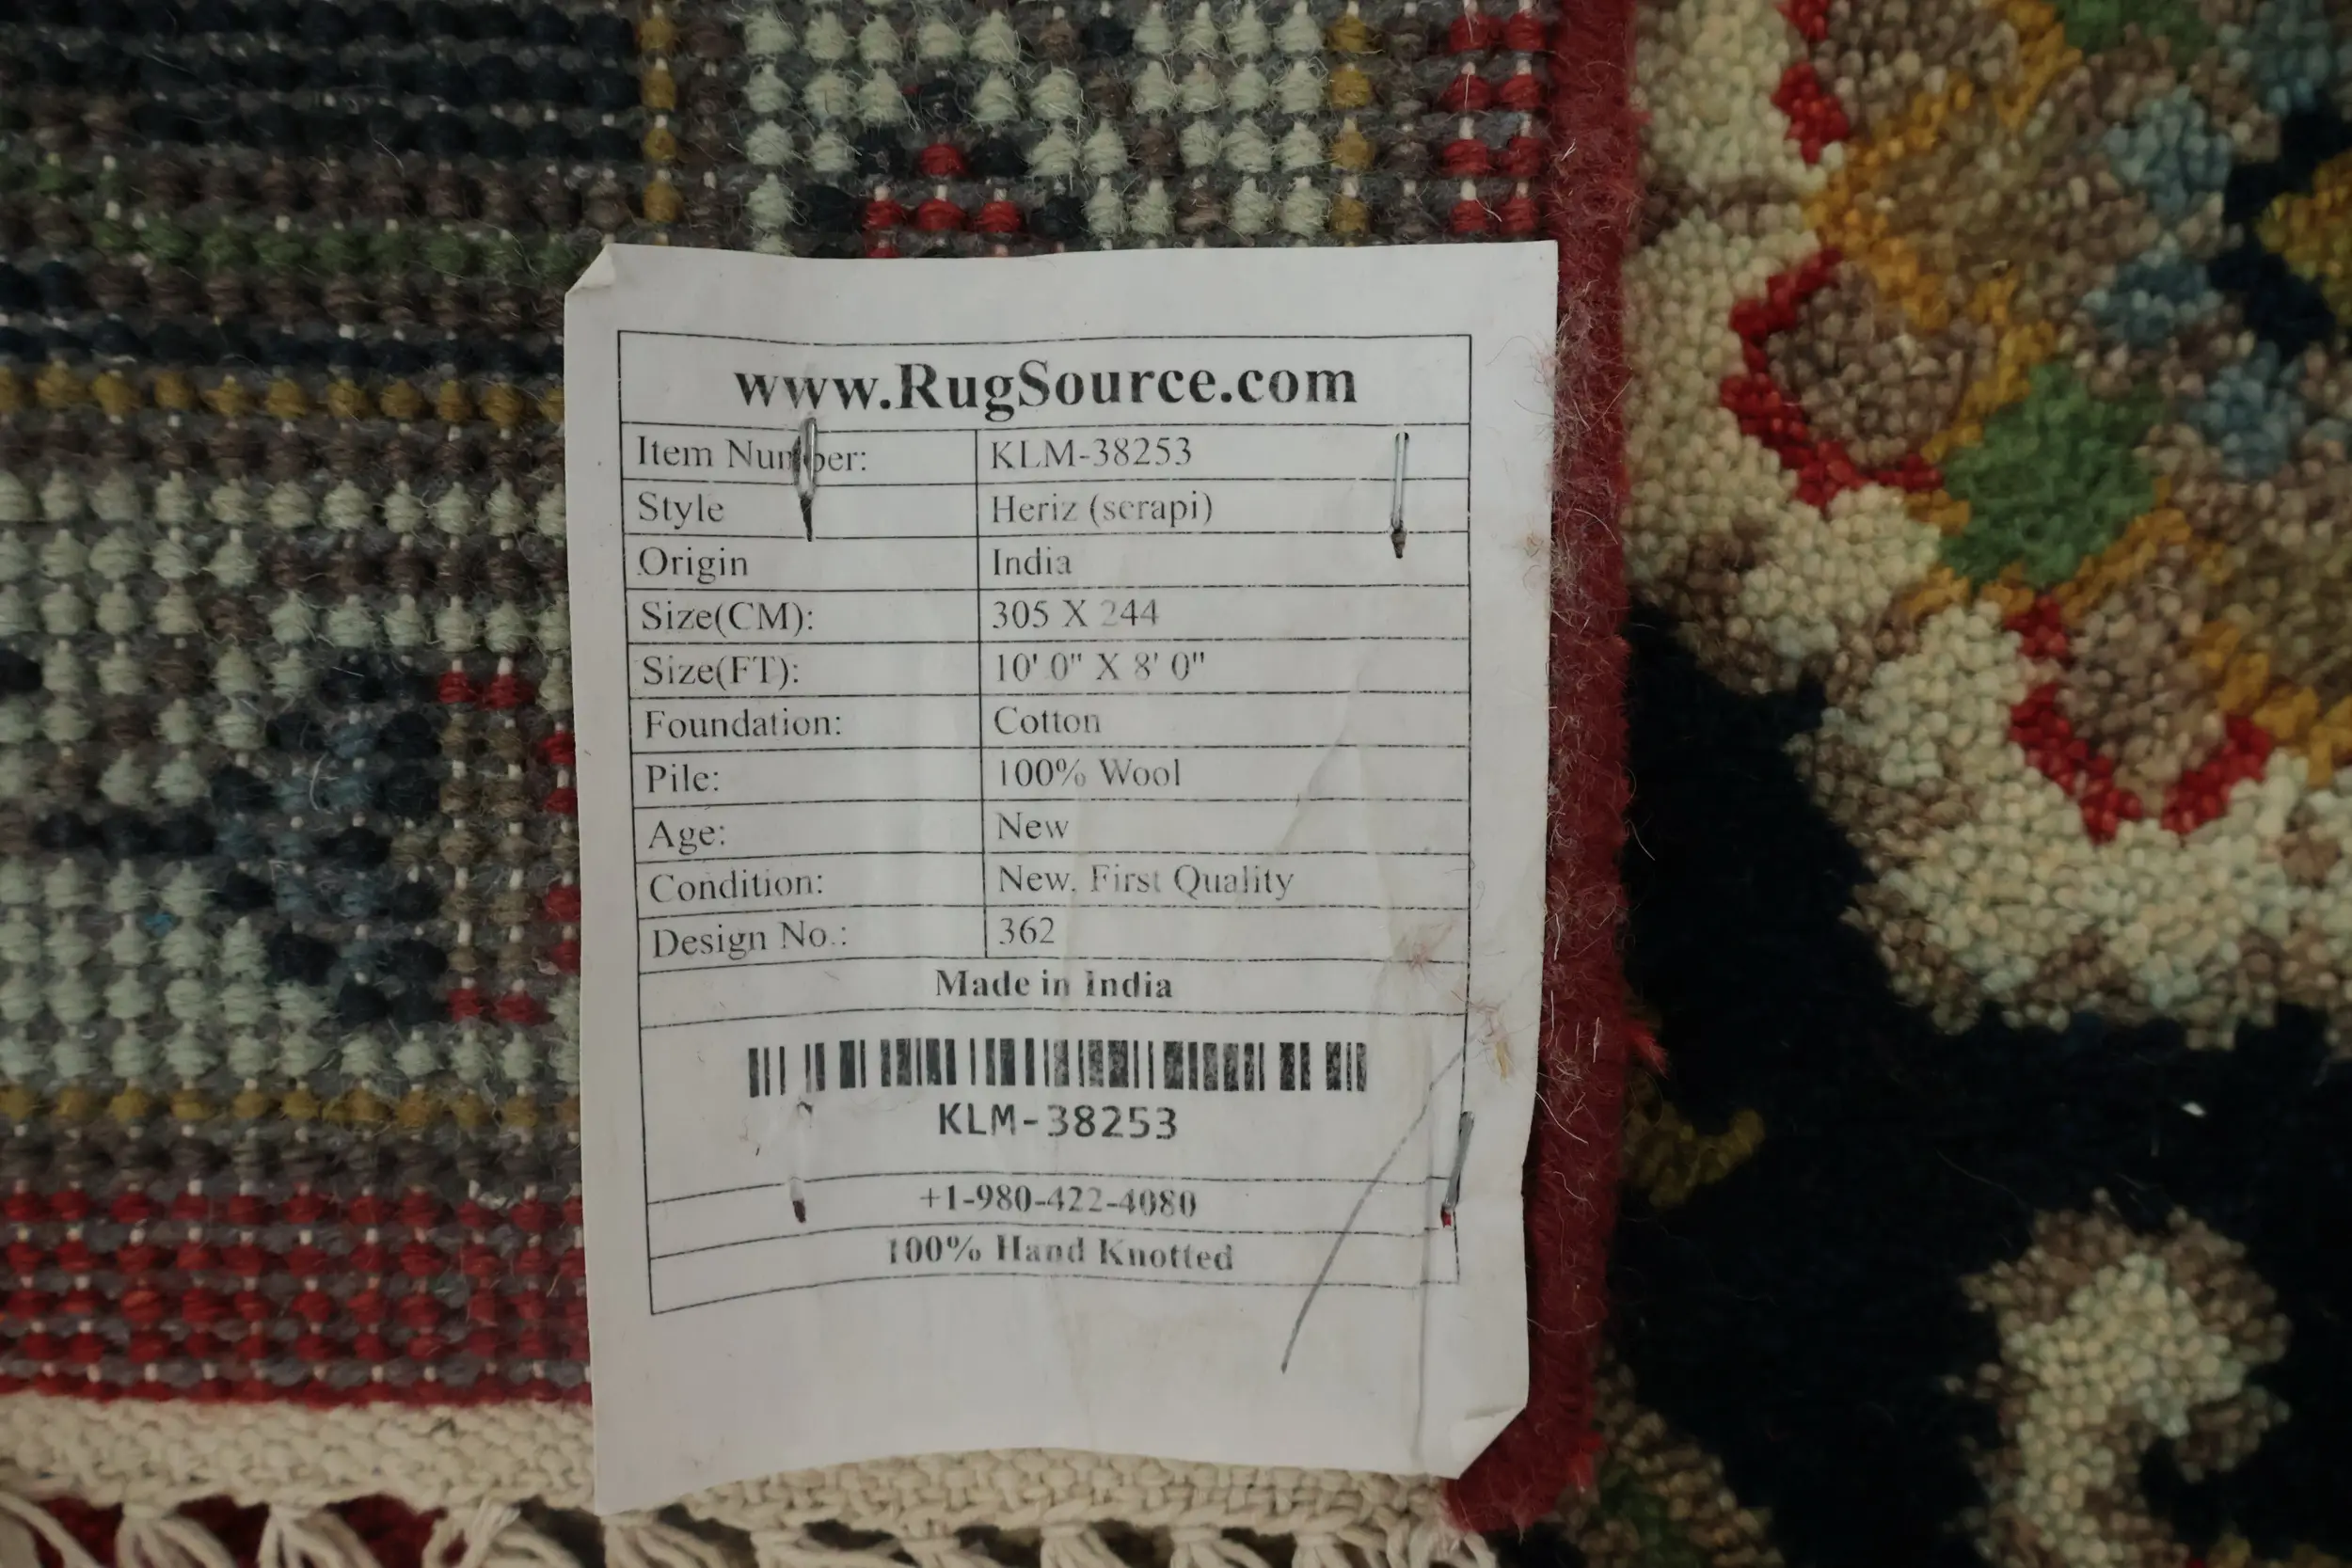 www.RugSource.com
Item Number: KLM-38253
Style Heriz (serapi)
Origin India
Size(CM): 305 X 244
Size(FT): 10' 0" X 8' 0"
Foundation: Cotton
Pile: 100% Wool
Age: New
Condition: New, First Quality
Design No.: 362
Made in India
KLM-38253
+1-980-422-4080
100% Hand Knotted